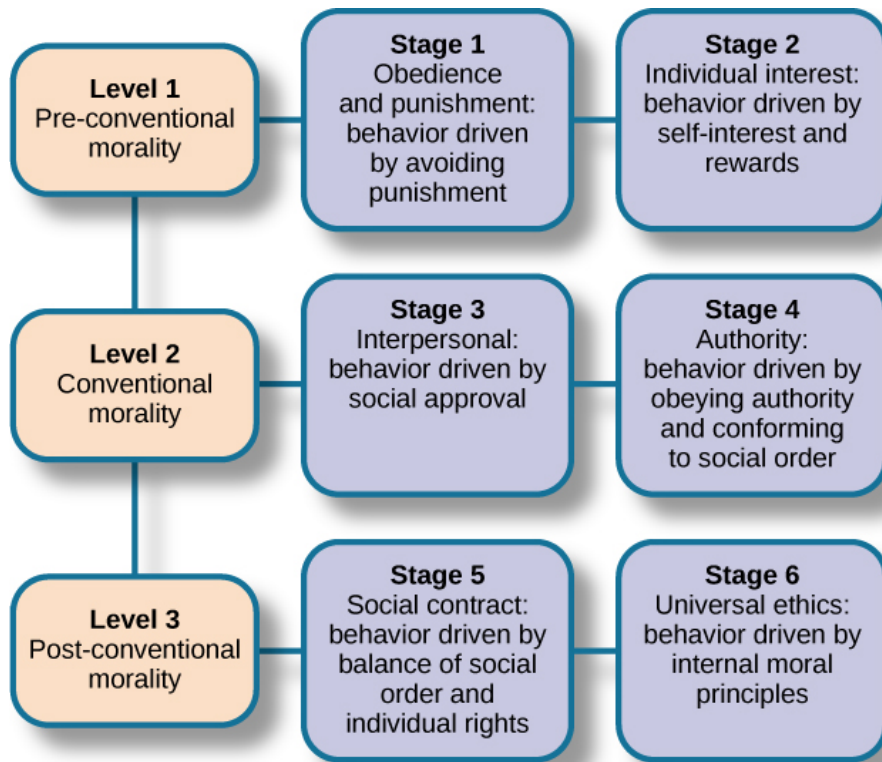 Level 1
Pre-conventional
morality
Stage 1
Obedience
and punishment:
behavior driven
by avoiding
punishment
Stage 2
Individual interest:
behavior driven by
self-interest and
rewards
Level 2
Conventional
morality
Stage 3
Interpersonal:
behavior driven by
social approval
Stage 4
Authority:
behavior driven by
obeying authority
and conforming
to social order
Level 3
Post-conventional
morality
Stage 5
Social contract:
behavior driven by
balance of social
order and
individual rights
Stage 6
Universal ethics:
behavior driven by
internal moral
principles